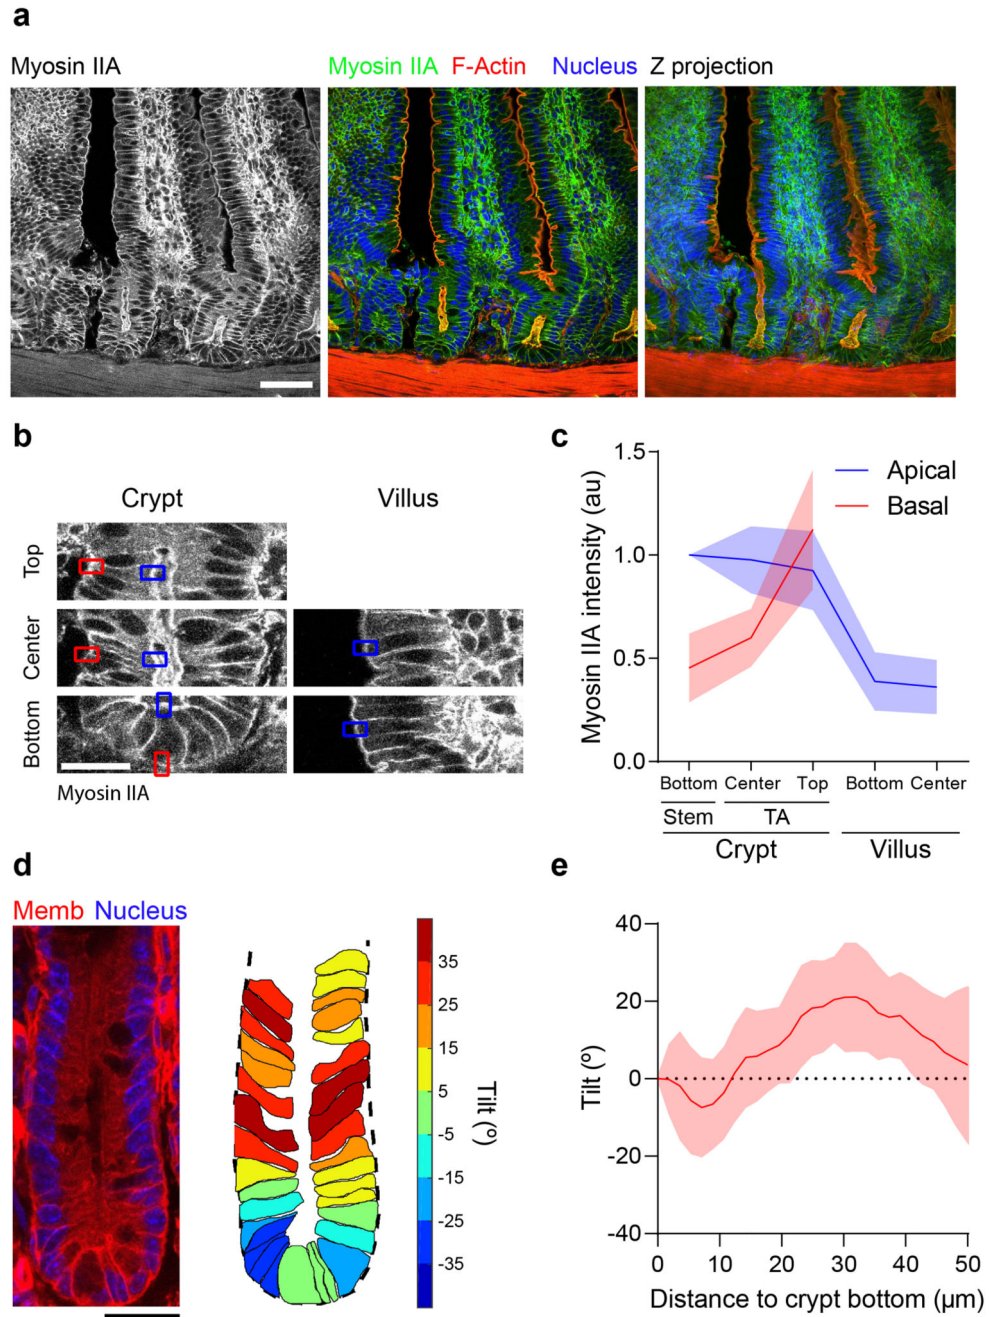 a
Myosin IIA
Myosin IIA F-Actin Nucleus Z projection
b
Crypt
Villus
Top
Center
Bottom
Myosin IIA
c
Myosin IIA intensity (au)
1.5
1.0
0.5
0.0
Apical
Basal
Bottom Center Top Bottom Center
Stem TA
Crypt Villus
d
Memb Nucleus
35
25
15
5
-5
-15
-25
-35
Tilt (º)
e
Tilt (º)
40
20
0
-20
-40
0 10 20 30 40 50
Distance to crypt bottom (µm)